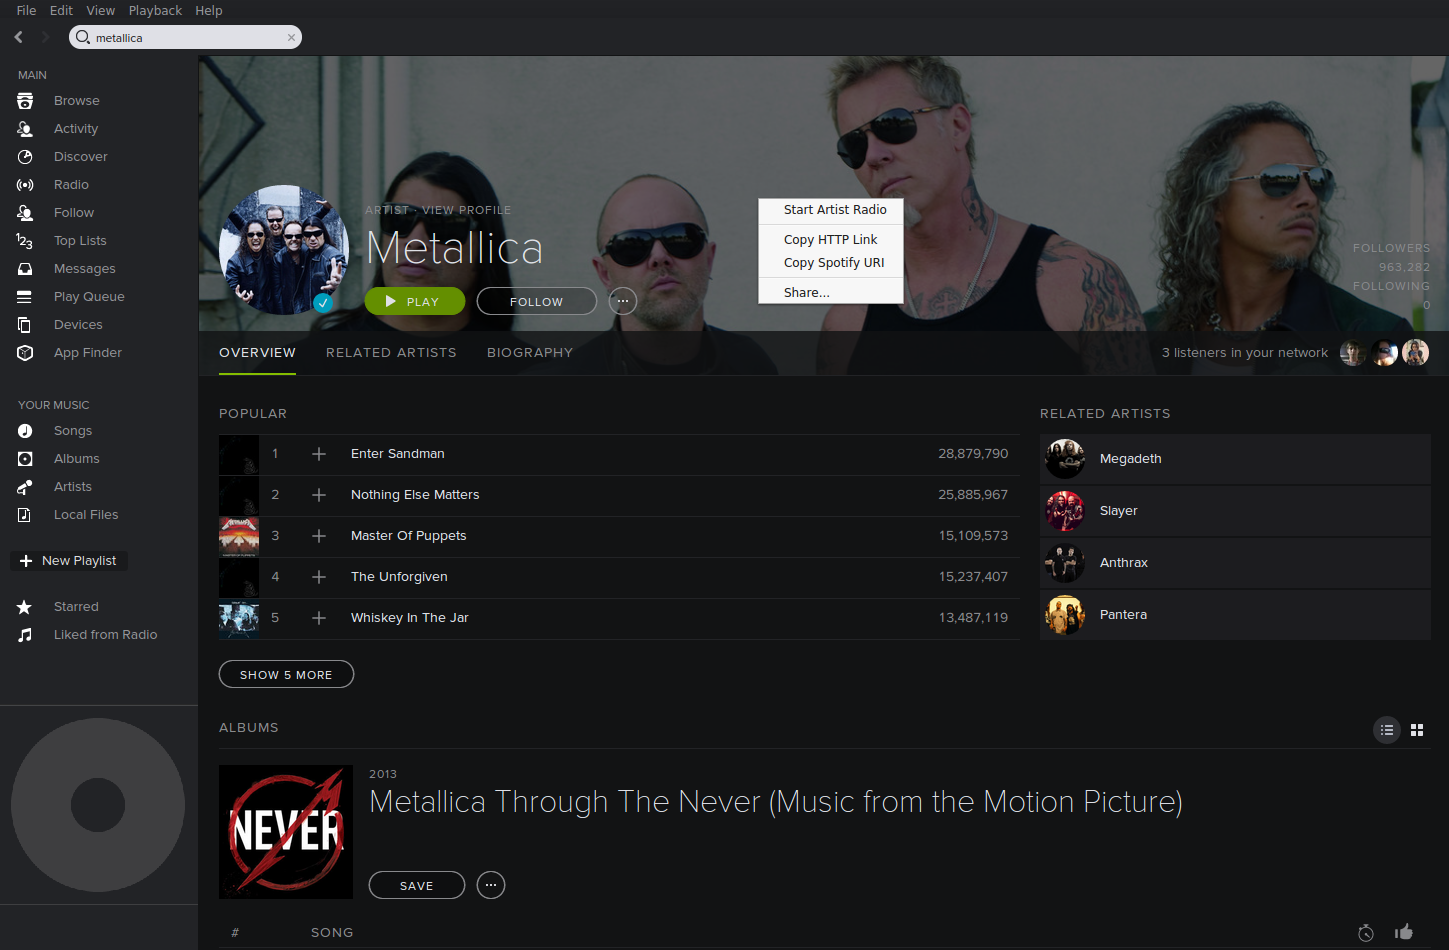 File Edit View Playback Help
metallica
MAIN
Browse
Activity
Discover
Radio
Follow
Top Lists
Messages
Play Queue
Devices
App Finder
YOUR MUSIC
Songs
Albums
Artists
Local Files
New Playlist
Starred
Liked from Radio
ARTIST · VIEW PROFILE
Metallica
PLAY FOLLOW
Start Artist Radio
Copy HTTP Link
Copy Spotify URI
Share...
FOLLOWERS
963,282
FOLLOWING
0
OVERVIEW RELATED ARTISTS BIOGRAPHY 3 listeners in your network
POPULAR
1 Enter Sandman 28,879,790
2 Nothing Else Matters 25,885,967
3 Master Of Puppets 15,109,573
4 The Unforgiven 15,237,407
5 Whiskey In The Jar 13,487,119
SHOW 5 MORE
RELATED ARTISTS
Megadeth
Slayer
Anthrax
Pantera
ALBUMS
NEVER
2013
Metallica Through The Never (Music from the Motion Picture)
SAVE
# SONG